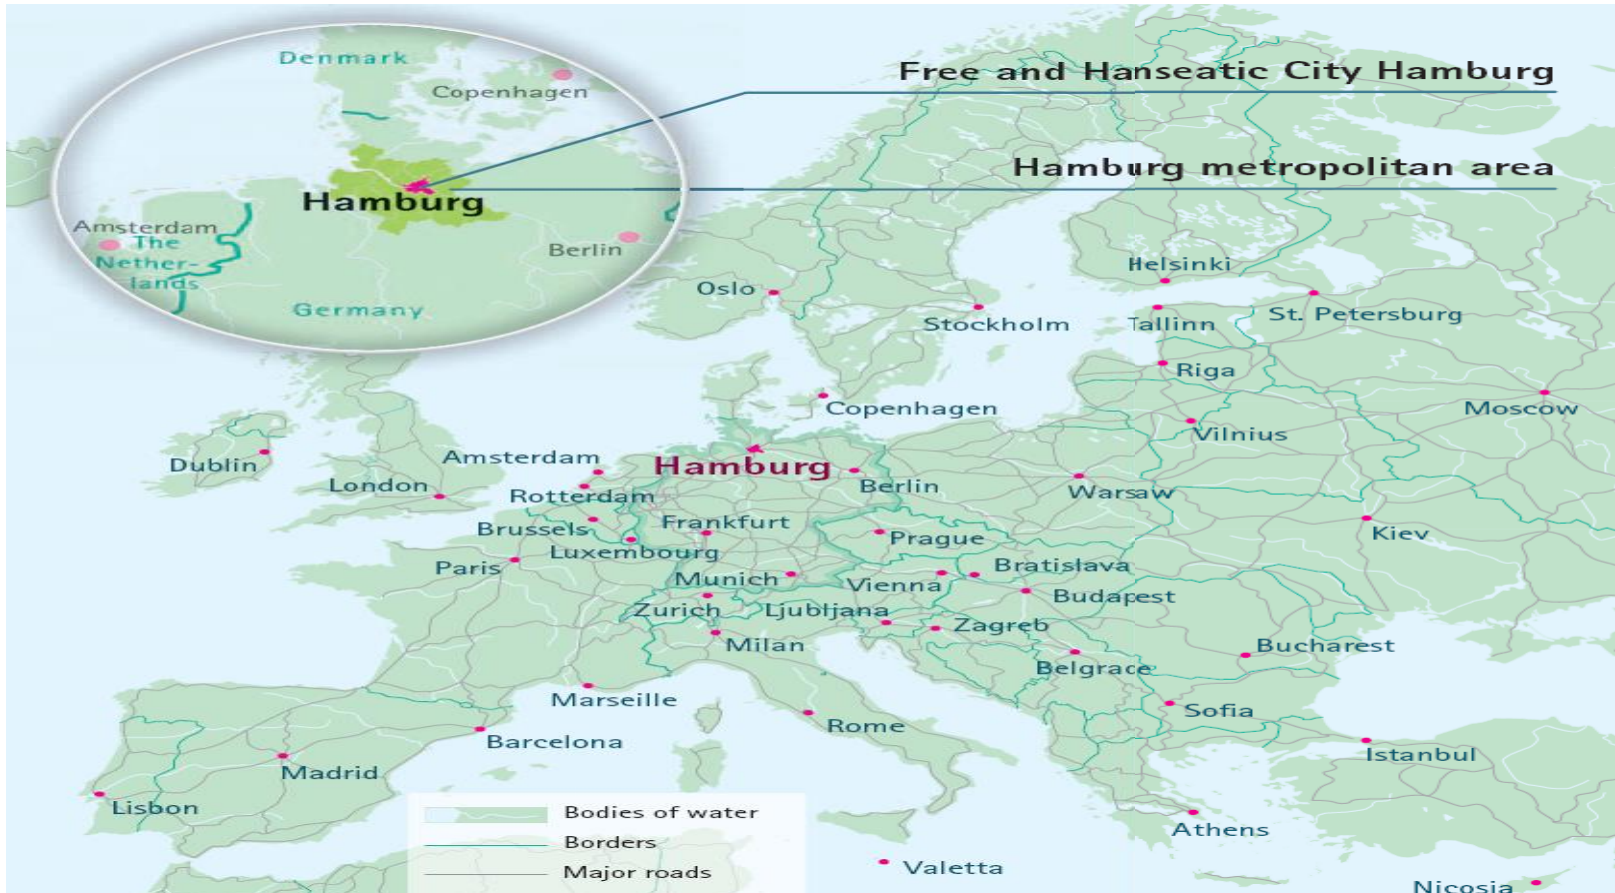 Denmark
Copenhagen
Hamburg
Amsterdam
The
Nether-
lands
Berlin
Germany
Free and Hanseatic City Hamburg
Hamburg metropolitan area
Helsinki
Oslo
Stockholm
Tallinn
St. Petersburg
Riga
Copenhagen
Moscow
Vilnius
Dublin
Amsterdam
Hamburg
London
Rotterdam
Berlin
Warsaw
Brussels
Frankfurt
Kiev
Luxembourg
Prague
Paris
Munich
Vienna
Bratislava
Zurich
Ljubljana
Budapest
Zagreb
Milan
Bucharest
Belgrace
Marseille
Rome
Sofia
Barcelona
Istanbul
Madrid
Lisbon
Bodies of water
Borders
Major roads
Athens
Valetta
Nicosia